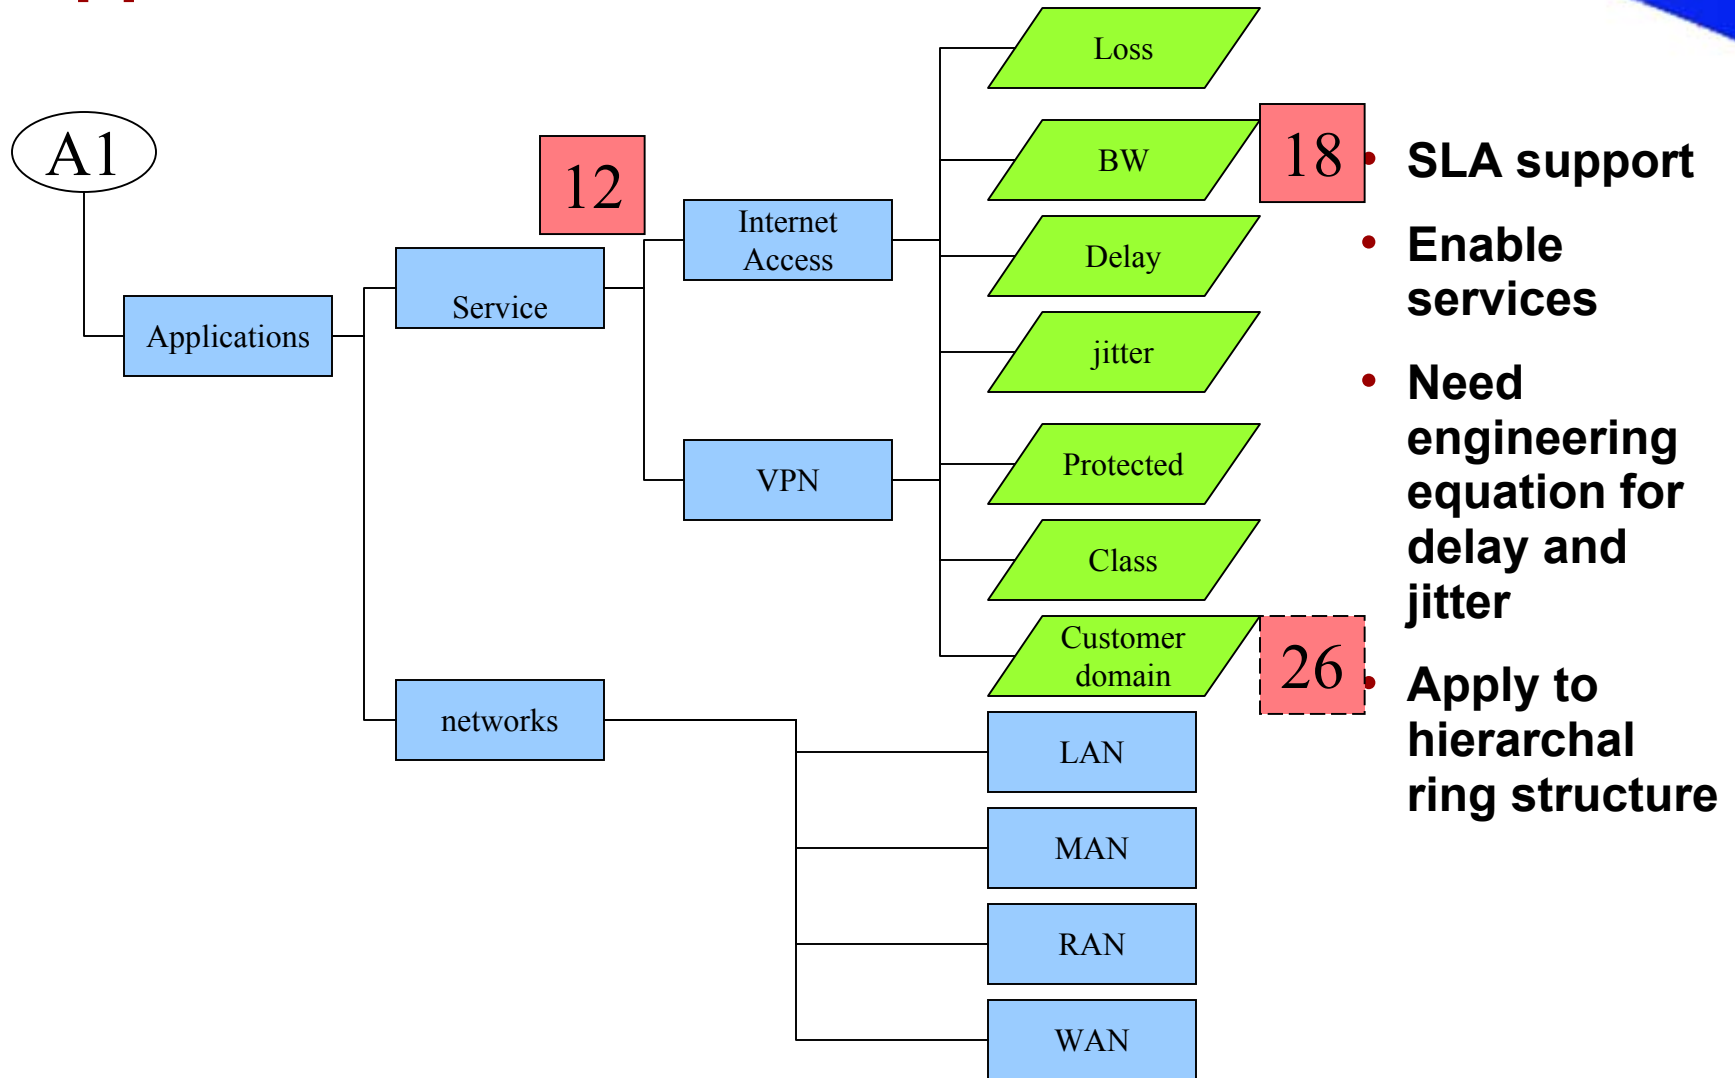 A1
Applications
12
Service
Internet
Access
VPN
networks
Loss
BW
18
Delay
jitter
Protected
Class
Customer
domain
26
LAN
MAN
RAN
WAN
• SLA support
• Enable
services
• Need
engineering
equation for
delay and
jitter
• Apply to
hierarchal
ring structure